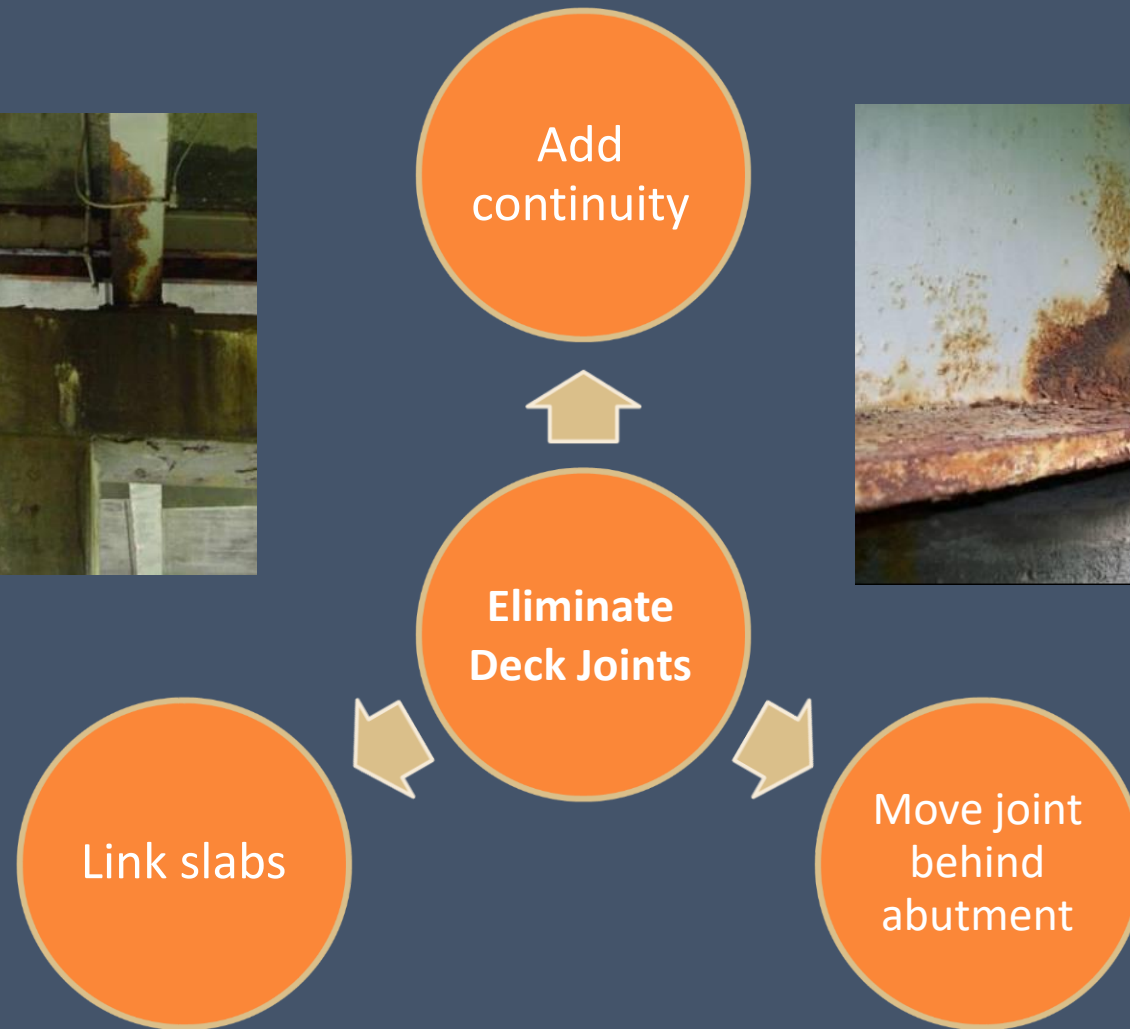 Add
continuity
Eliminate
Deck Joints
Link slabs
Move joint
behind
abutment